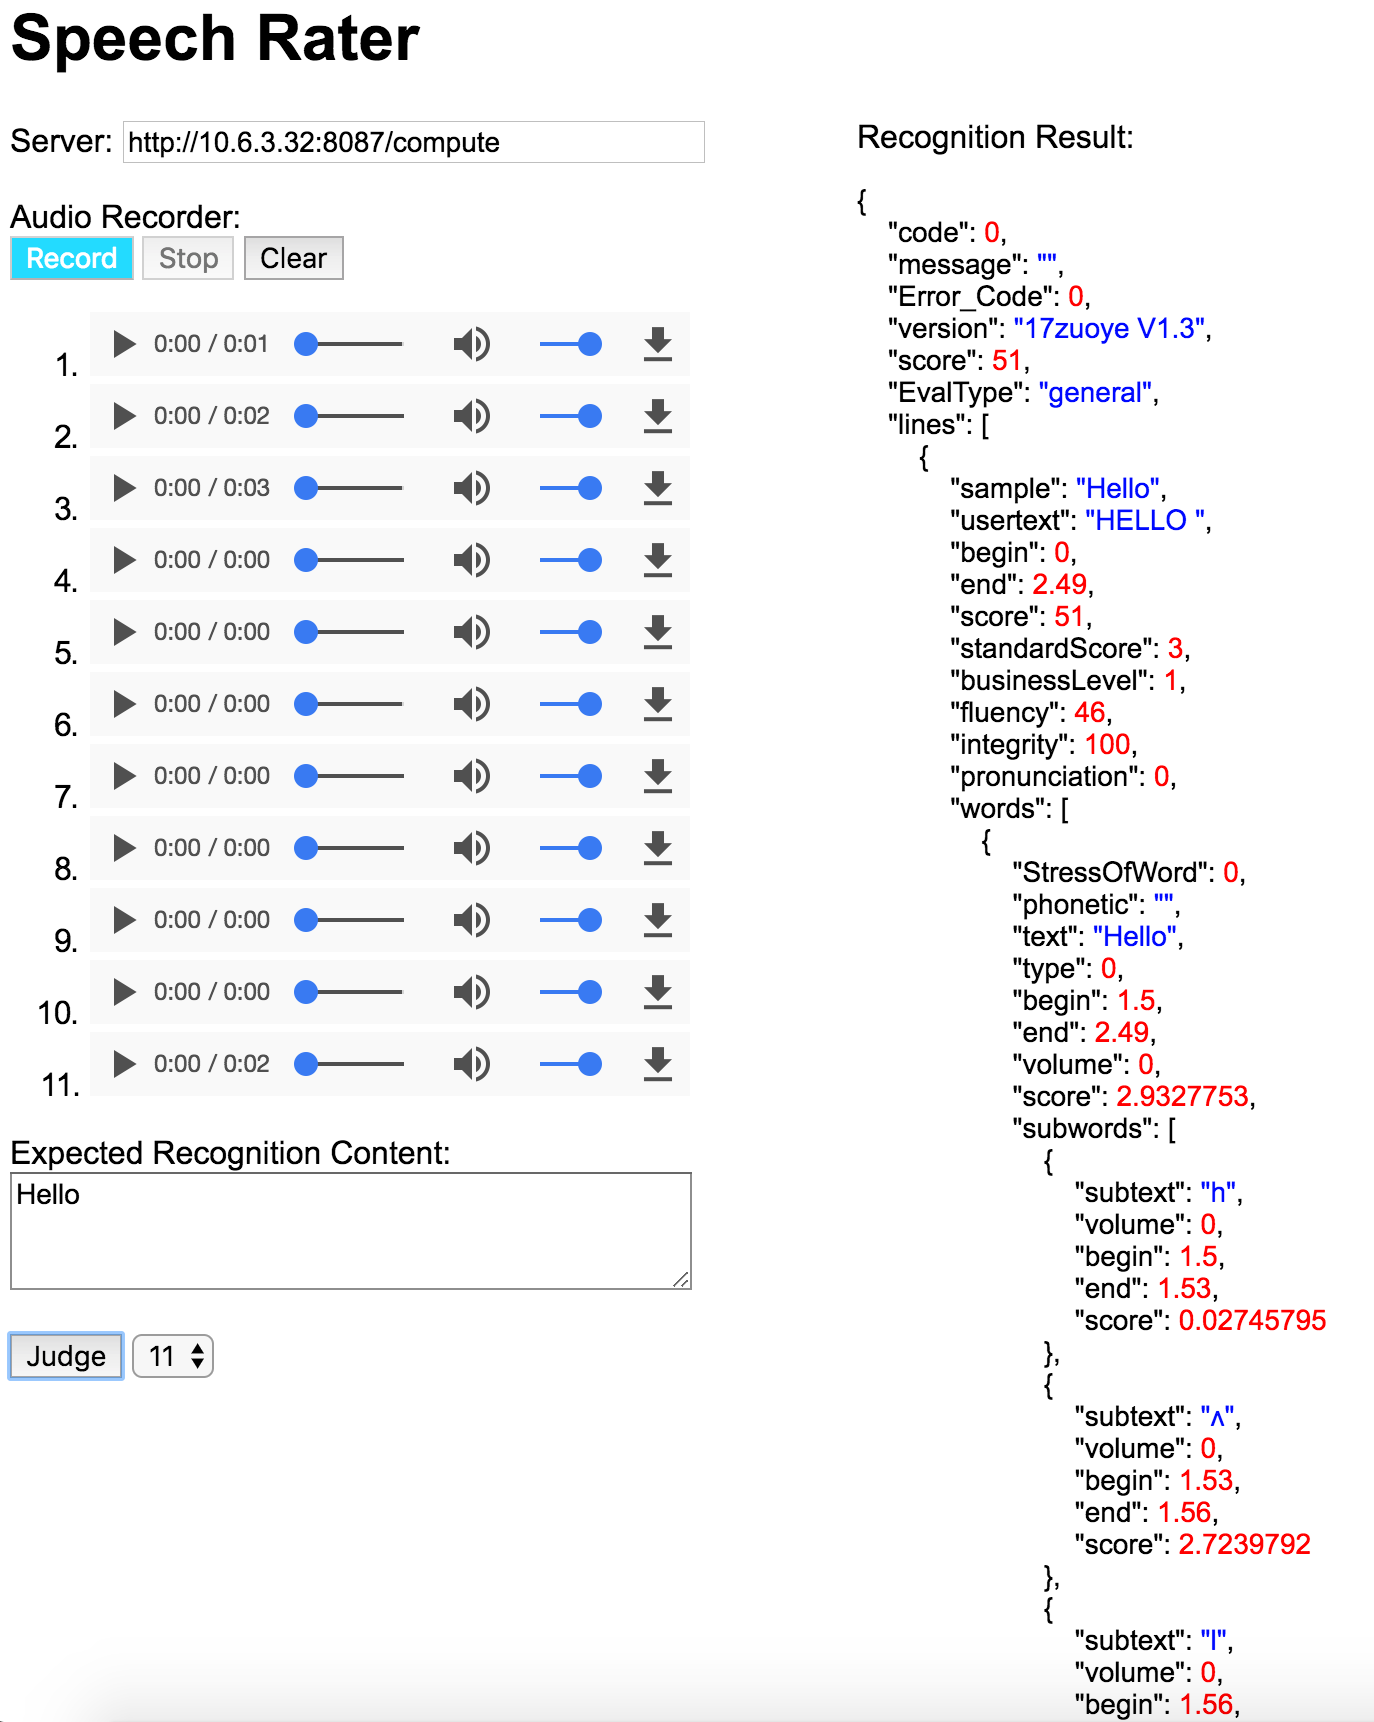 Speech Rater
Server: http://10.6.3.32:8087/compute
Audio Recorder:
Record Stop Clear
1. 0:00 / 0:01
2. 0:00 / 0:02
3. 0:00 / 0:03
4. 0:00 / 0:00
5. 0:00 / 0:00
6. 0:00 / 0:00
7. 0:00 / 0:00
8. 0:00 / 0:00
9. 0:00 / 0:00
10. 0:00 / 0:00
11. 0:00 / 0:02
Expected Recognition Content:
Hello
Judge 11
Recognition Result:
{
"code": 0,
"message": "",
"Error_Code": 0,
"version": "17zuoye V1.3",
"score": 51,
"EvalType": "general",
"lines": [
{
"sample": "Hello",
"usertext": "HELLO ",
"begin": 0,
"end": 2.49,
"score": 51,
"standardScore": 3,
"businessLevel": 1,
"fluency": 46,
"integrity": 100,
"pronunciation": 0,
"words": [
{
"StressOfWord": 0,
"phonetic": "",
"text": "Hello",
"type": 0,
"begin": 1.5,
"end": 2.49,
"volume": 0,
"score": 2.9327753,
"subwords": [
{
"subtext": "h",
"volume": 0,
"begin": 1.5,
"end": 1.53,
"score": 0.02745795
},
{
"subtext": "ʌ",
"volume": 0,
"begin": 1.53,
"end": 1.56,
"score": 2.7239792
},
{
"subtext": "l",
"volume": 0,
"begin": 1.56,